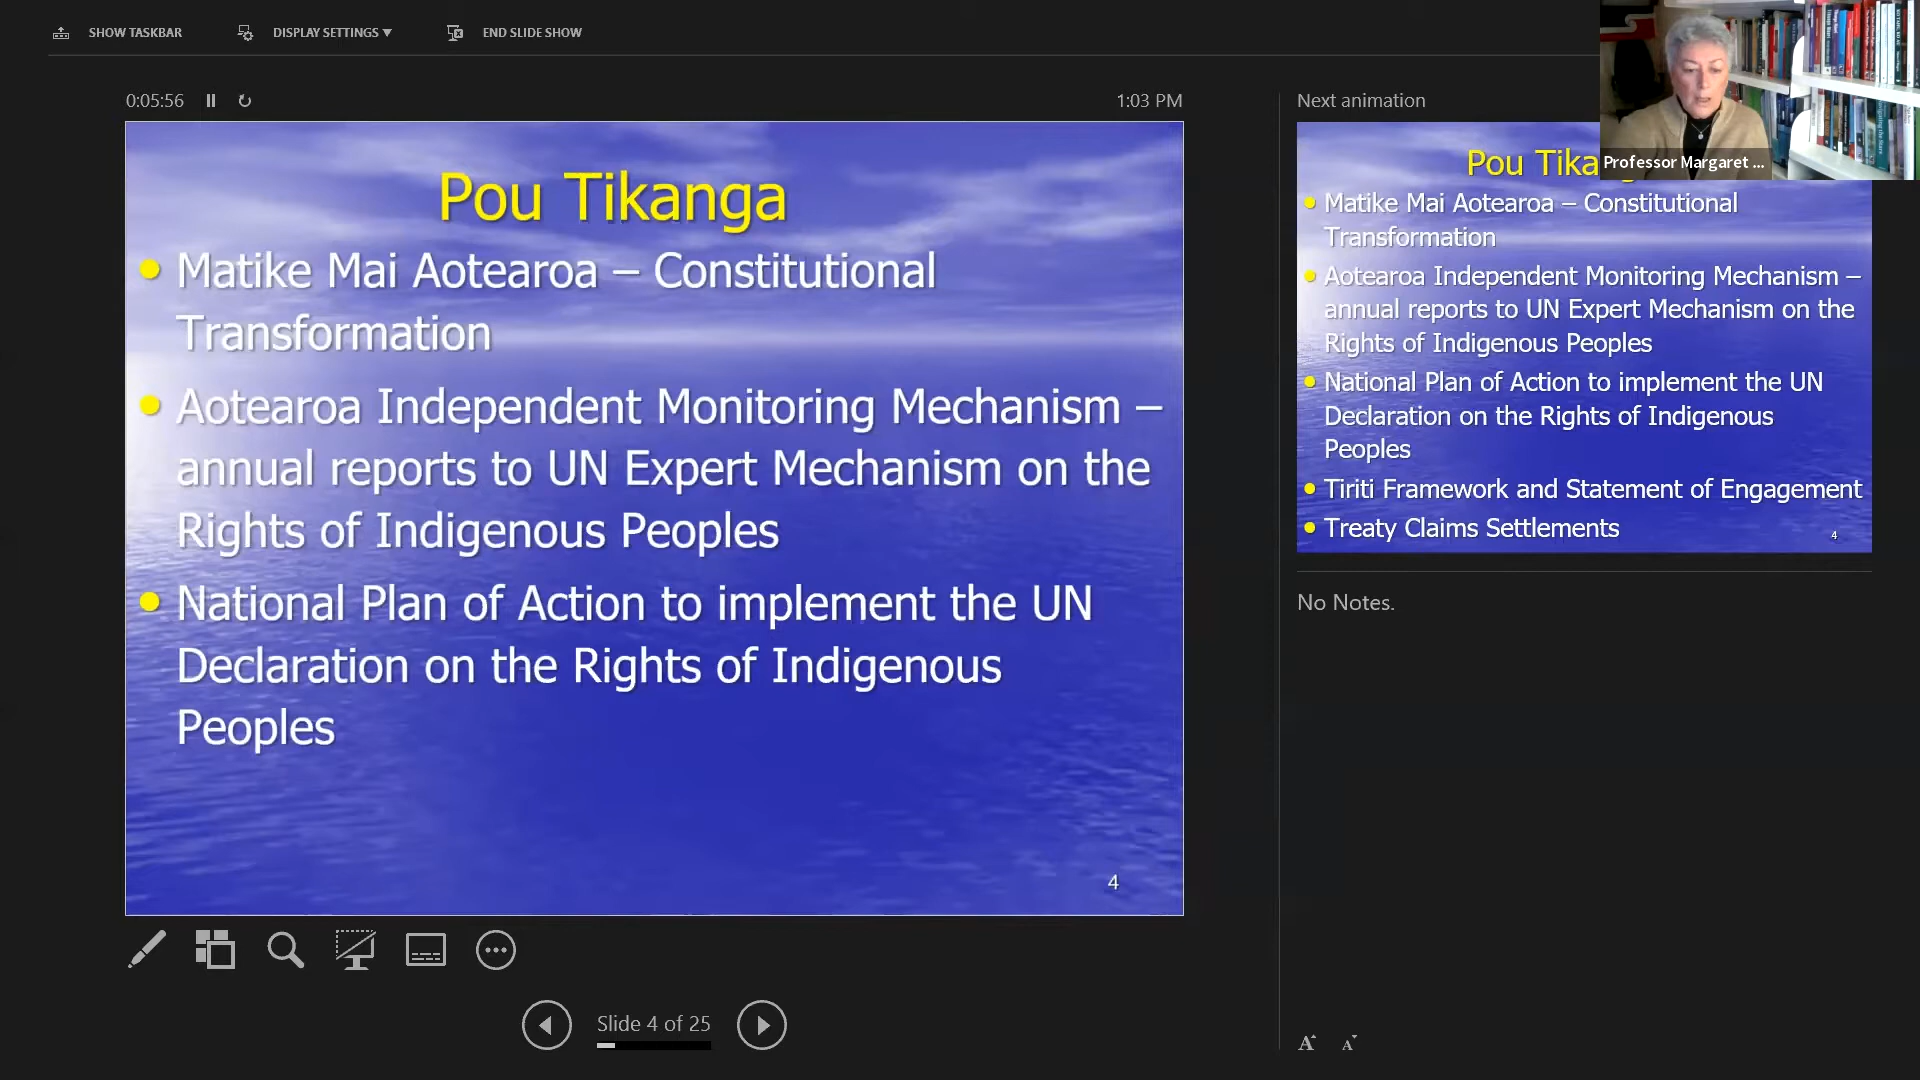 SHOW TASKBAR
DISPLAY SETTINGS ▼
END SLIDE SHOW
0:05:56
1:03 PM
Pou Tikanga
• Matike Mai Aotearoa – Constitutional
Transformation
• Aotearoa Independent Monitoring Mechanism –
annual reports to UN Expert Mechanism on the
Rights of Indigenous Peoples
• National Plan of Action to implement the UN
Declaration on the Rights of Indigenous
Peoples
4
Slide 4 of 25
Next animation
Professor Margaret ...
Pou
• Matike Mai Aotearoa – Constitutional
Transformation
• Aotearoa Independent Monitoring Mechanism –
annual reports to UN Expert Mechanism on the
Rights of Indigenous Peoples
• National Plan of Action to implement the UN
Declaration on the Rights of Indigenous
Peoples
• Tiriti Framework and Statement of Engagement
• Treaty Claims Settlements
4
No Notes.
A A